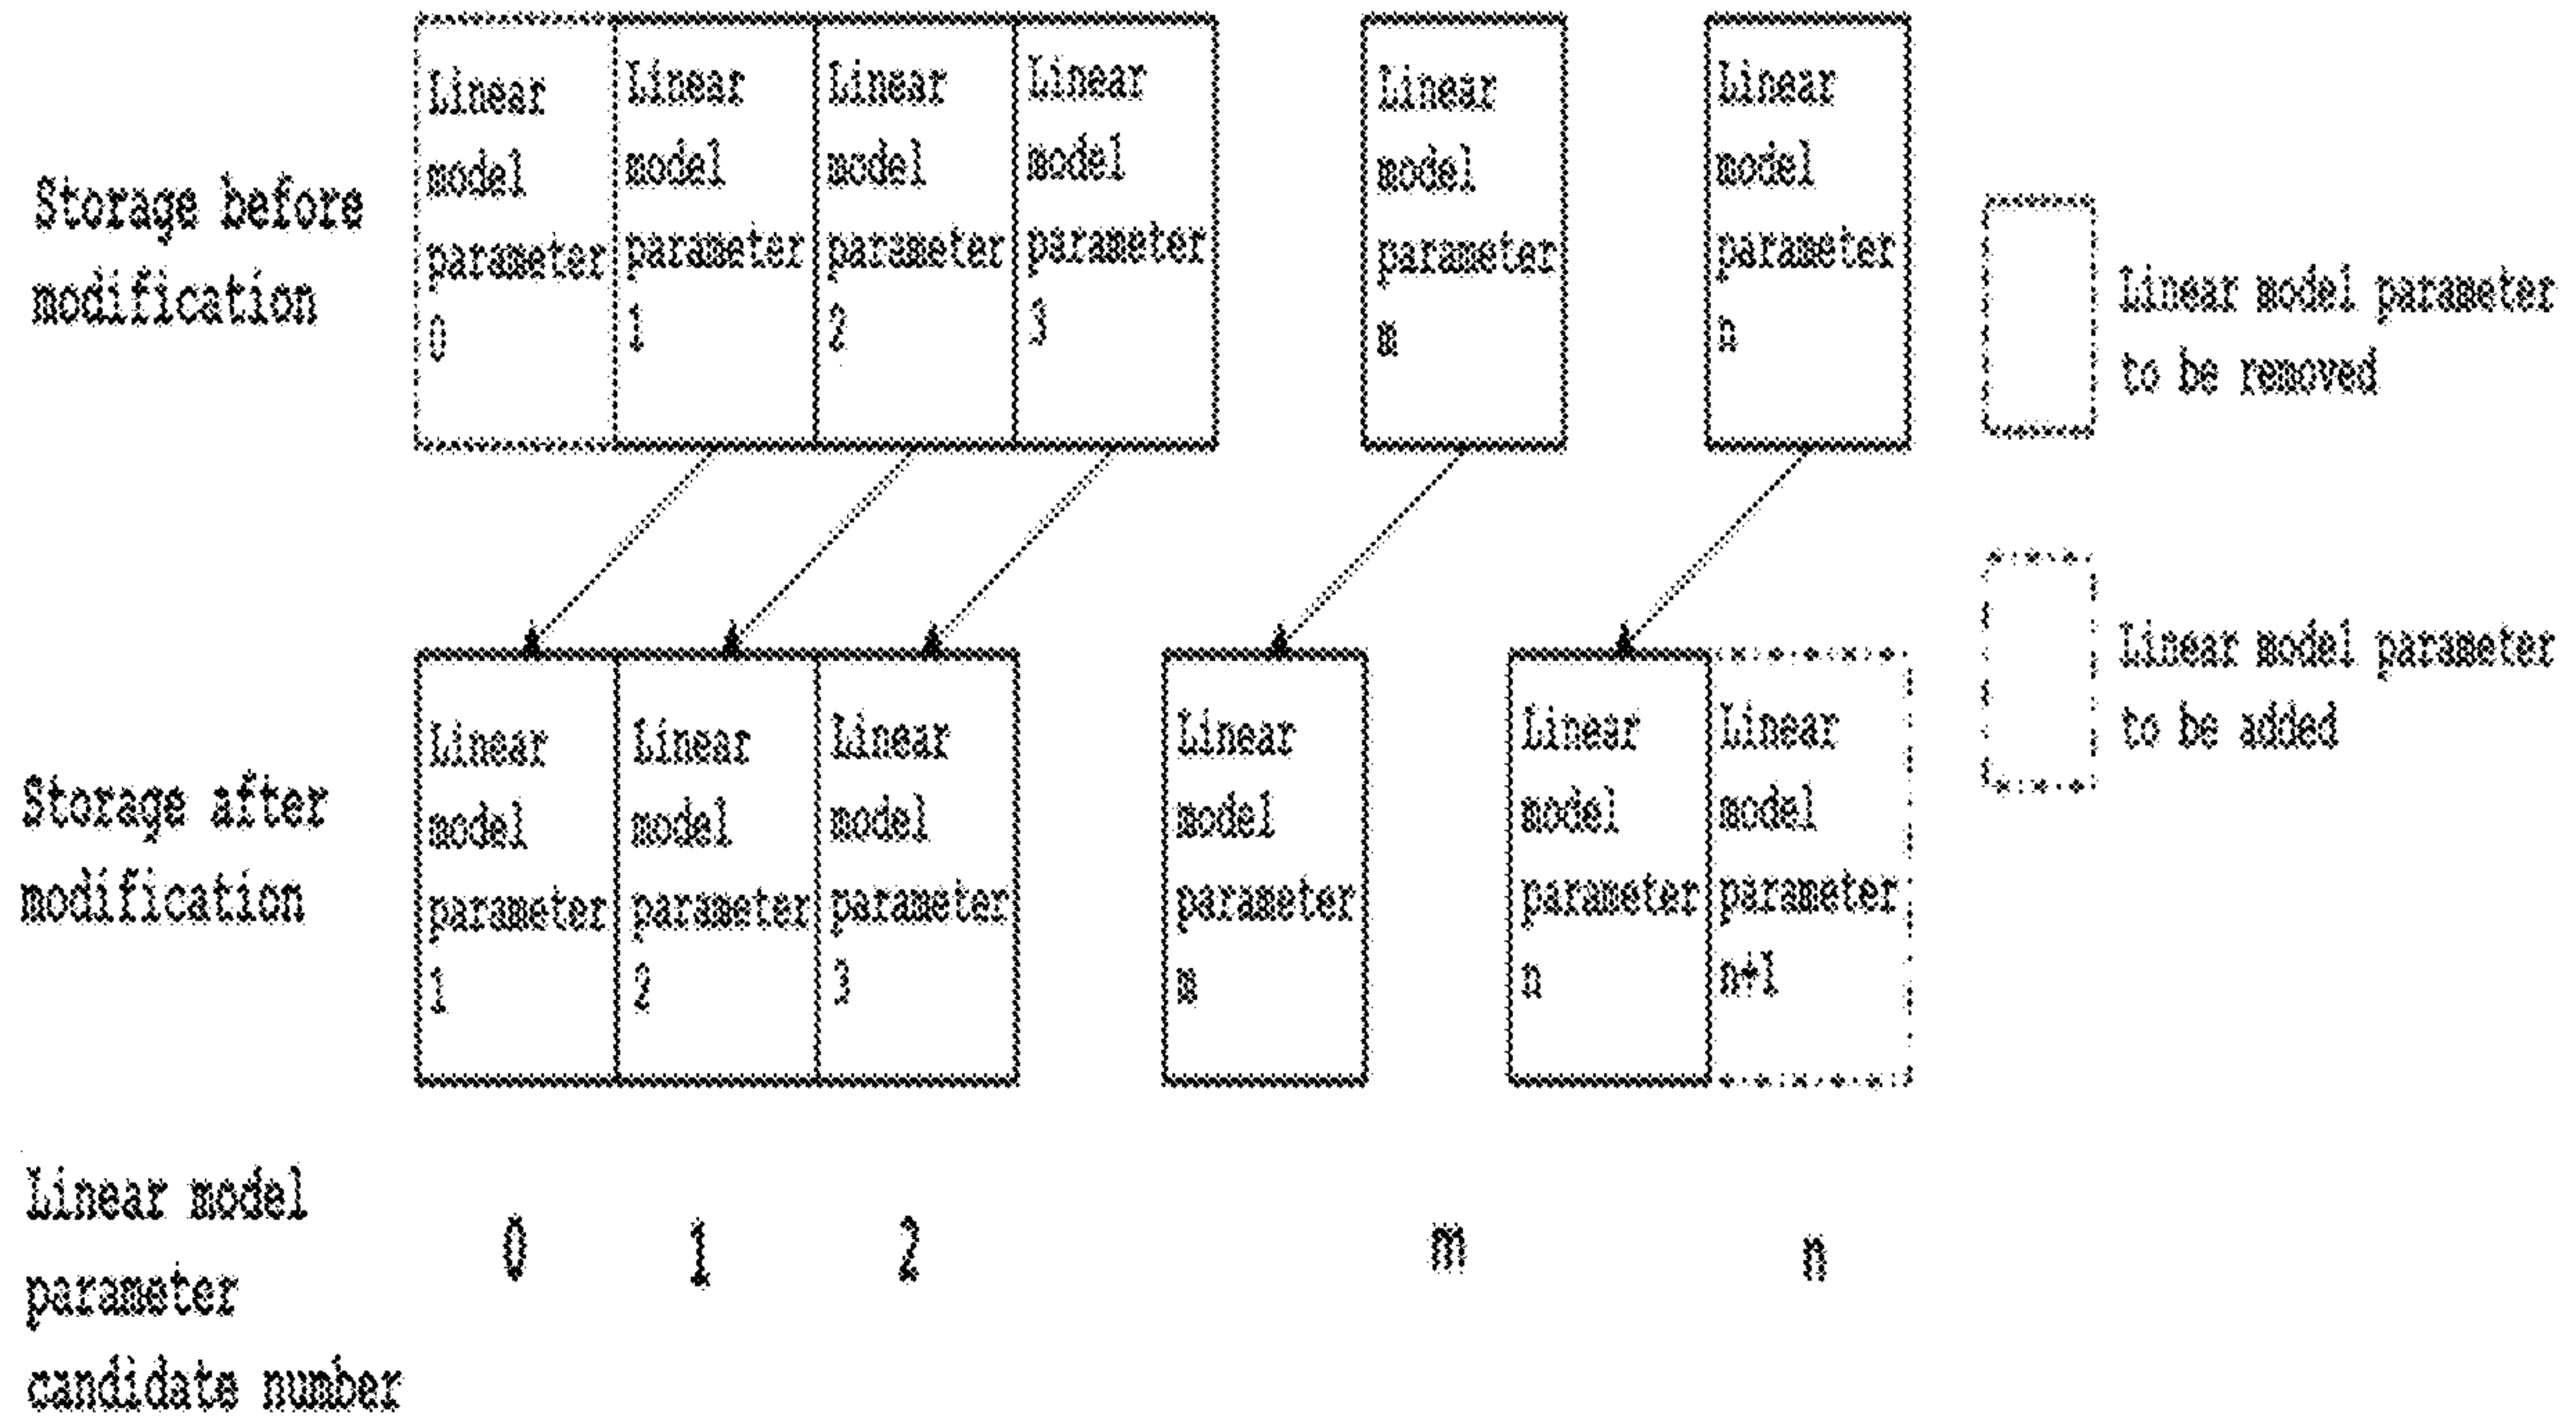 Storage before
modification
Linear
model
parameter
0
Linear
model
parameter
1
Linear
model
parameter
2
Linear
model
parameter
3
Linear
model
parameter
m
Linear
model
parameter
n
Linear model parameter
to be removed
Linear model parameter
to be added
Storage after
modification
Linear
model
parameter
1
Linear
model
parameter
2
Linear
model
parameter
3
Linear
model
parameter
m
Linear
model
parameter
n
Linear
model
parameter
n+1
Linear model
parameter
candidate number
0
1
2
m
n